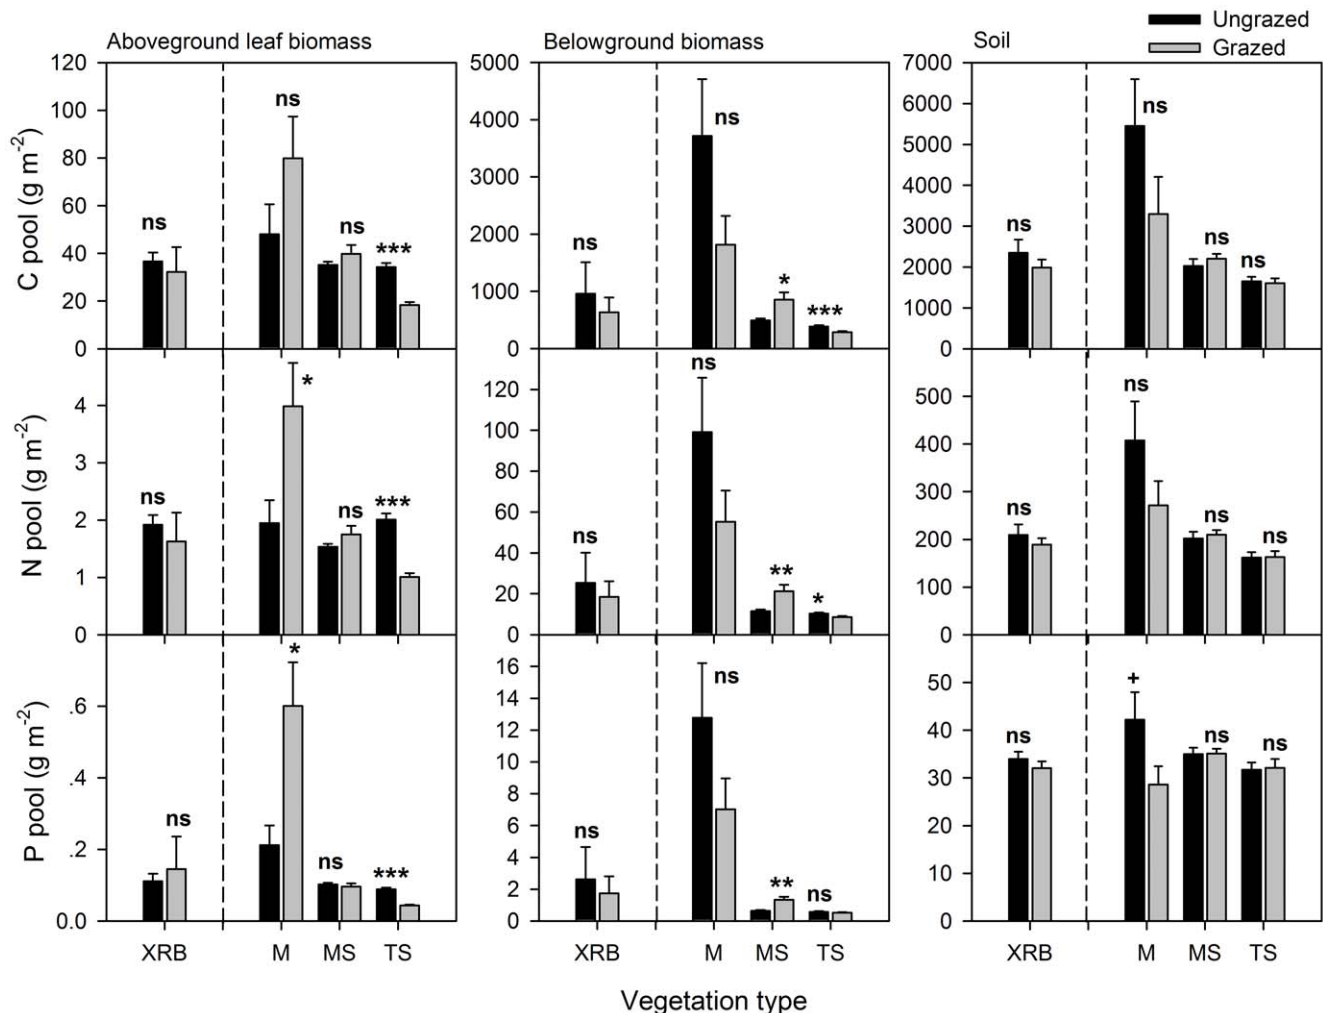 Ungrazed
Grazed
Aboveground leaf biomass
Belowground biomass
Soil
C pool (g m-2)
120
100
80
60
40
20
0
ns
ns
ns
***
5000
4000
3000
2000
1000
0
ns
ns
*
***
7000
6000
5000
4000
3000
2000
1000
0
ns
ns
ns
ns
N pool (g m-2)
4
3
2
1
0
ns
*
ns
***
120
100
80
60
40
20
0
ns
ns
**
*
500
400
300
200
100
0
ns
ns
ns
ns
P pool (g m-2)
.6
.4
.2
0.0
ns
*
ns
***
16
14
12
10
8
6
4
2
0
ns
ns
**
ns
50
40
30
20
10
0
ns
+
ns
ns
XRB M MS TS
XRB M MS TS
XRB M MS TS
Vegetation type